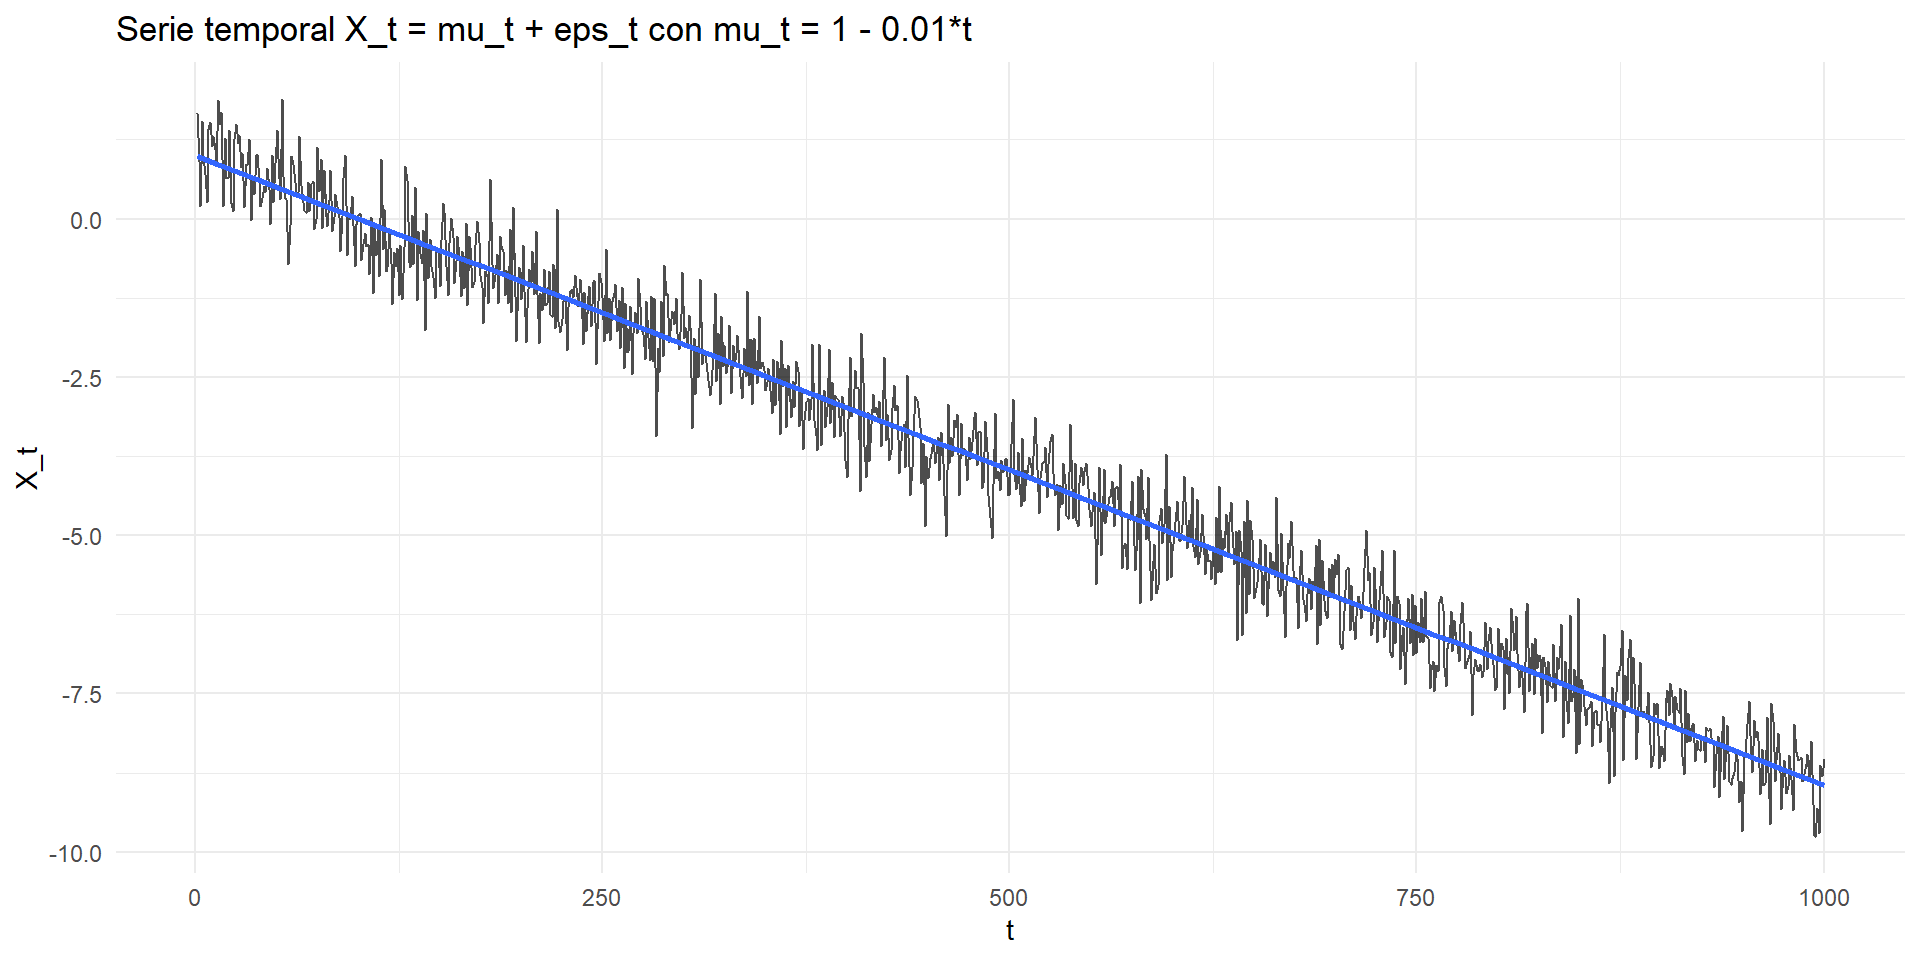 Serie temporal X_t = mu_t + eps_t con mu_t = 1 - 0.01*t
0.0
-2.5
-5.0
-7.5
-10.0
X_t
0 250 500 750 1000
t